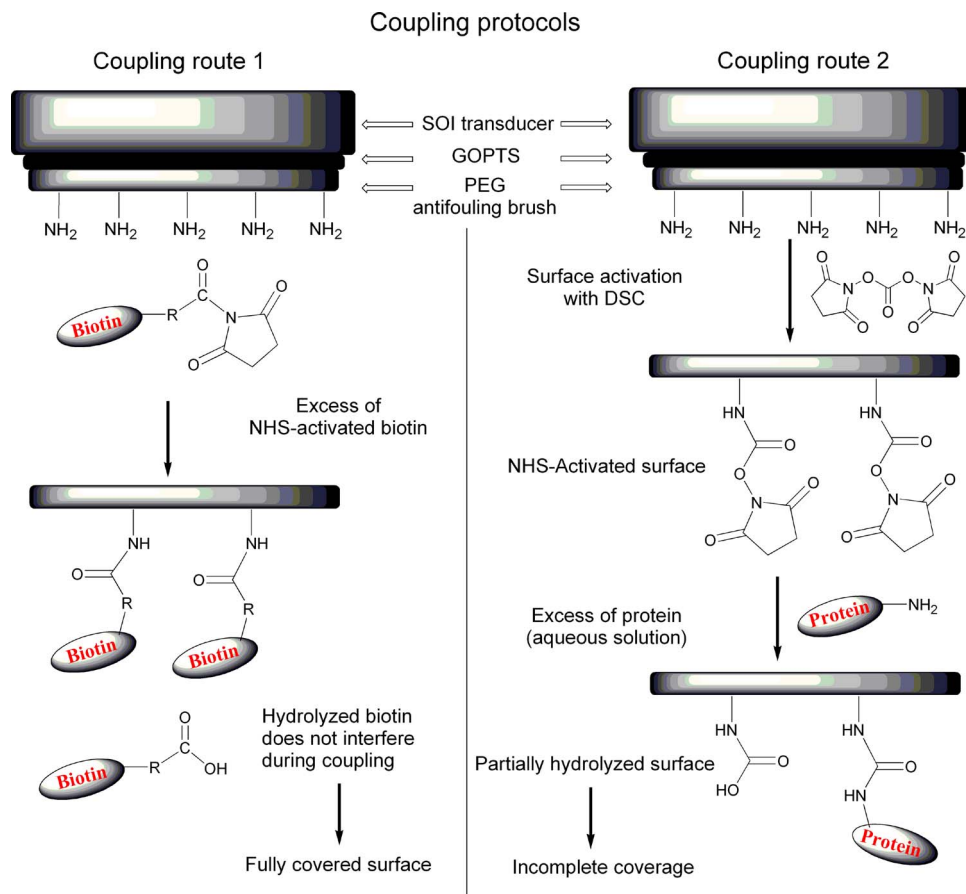 Coupling protocols
Coupling route 1
Coupling route 2
SOI transducer
GOPTS
PEG
antifouling brush
NH2 NH2 NH2 NH2 NH2
NH2 NH2 NH2 NH2 NH2
O
C
Biotin R N O
O
Excess of
NHS-activated biotin
NH NH
O O
R R
Biotin Biotin
O
C
Biotin R OH
Hydrolyzed biotin
does not interfere
during coupling
Fully covered surface
Surface activation
with DSC
O O O O
N N
O O O
HN HN
O O
NHS-Activated surface
O O
N O N O
O O
Excess of protein
(aqueous solution)
Protein NH2
HN HN
Partially hydrolyzed surface
O O
HO HN
Protein
Incomplete coverage